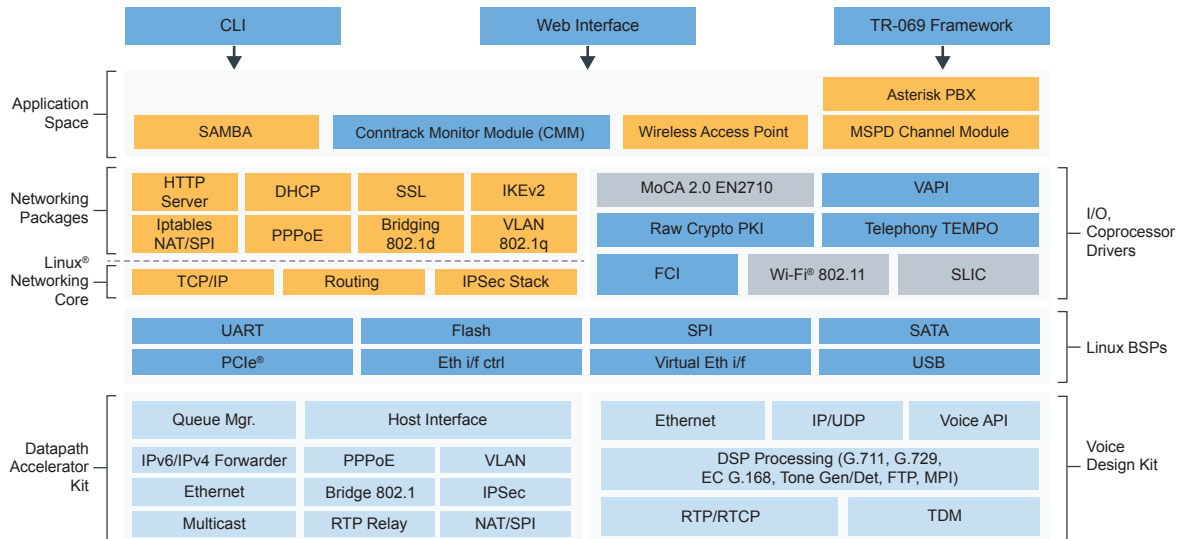 CLI
Web Interface
TR-069 Framework
Application
Space
Asterisk PBX
SAMBA
Conntrack Monitor Module (CMM)
Wireless Access Point
MSPD Channel Module
Networking
Packages
HTTP
Server
DHCP
SSL
IKEv2
Iptables
NAT/SPI
PPPoE
Bridging
802.1d
VLAN
802.1q
Linux®
Networking
Core
TCP/IP
Routing
IPSec Stack
MoCA 2.0 EN2710
VAPI
Raw Crypto PKI
Telephony TEMPO
FCI
Wi-Fi® 802.11
SLIC
I/O,
Coprocessor
Drivers
UART
Flash
SPI
SATA
PCIe®
Eth i/f ctrl
Virtual Eth i/f
USB
Linux BSPs
Datapath
Accelerator
Kit
Queue Mgr.
Host Interface
IPv6/IPv4 Forwarder
PPPoE
VLAN
Ethernet
Bridge 802.1
IPSec
Multicast
RTP Relay
NAT/SPI
Ethernet
IP/UDP
Voice API
DSP Processing (G.711, G.729,
EC G.168, Tone Gen/Det, FTP, MPI)
RTP/RTCP
TDM
Voice
Design Kit